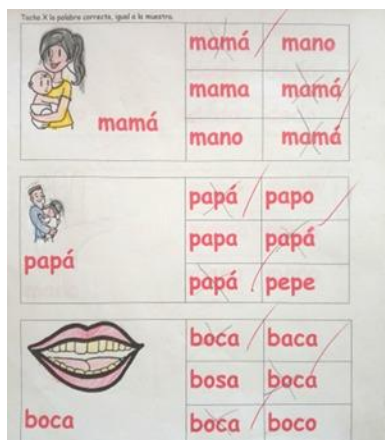 Tacha X la palabra correcta, igual a la muestra.
mamá
mamá mano
mama mamá
mano mamá
papá
papá papo
papa papá
papá pepe
boca
boca baca
bosa boca
boca boco